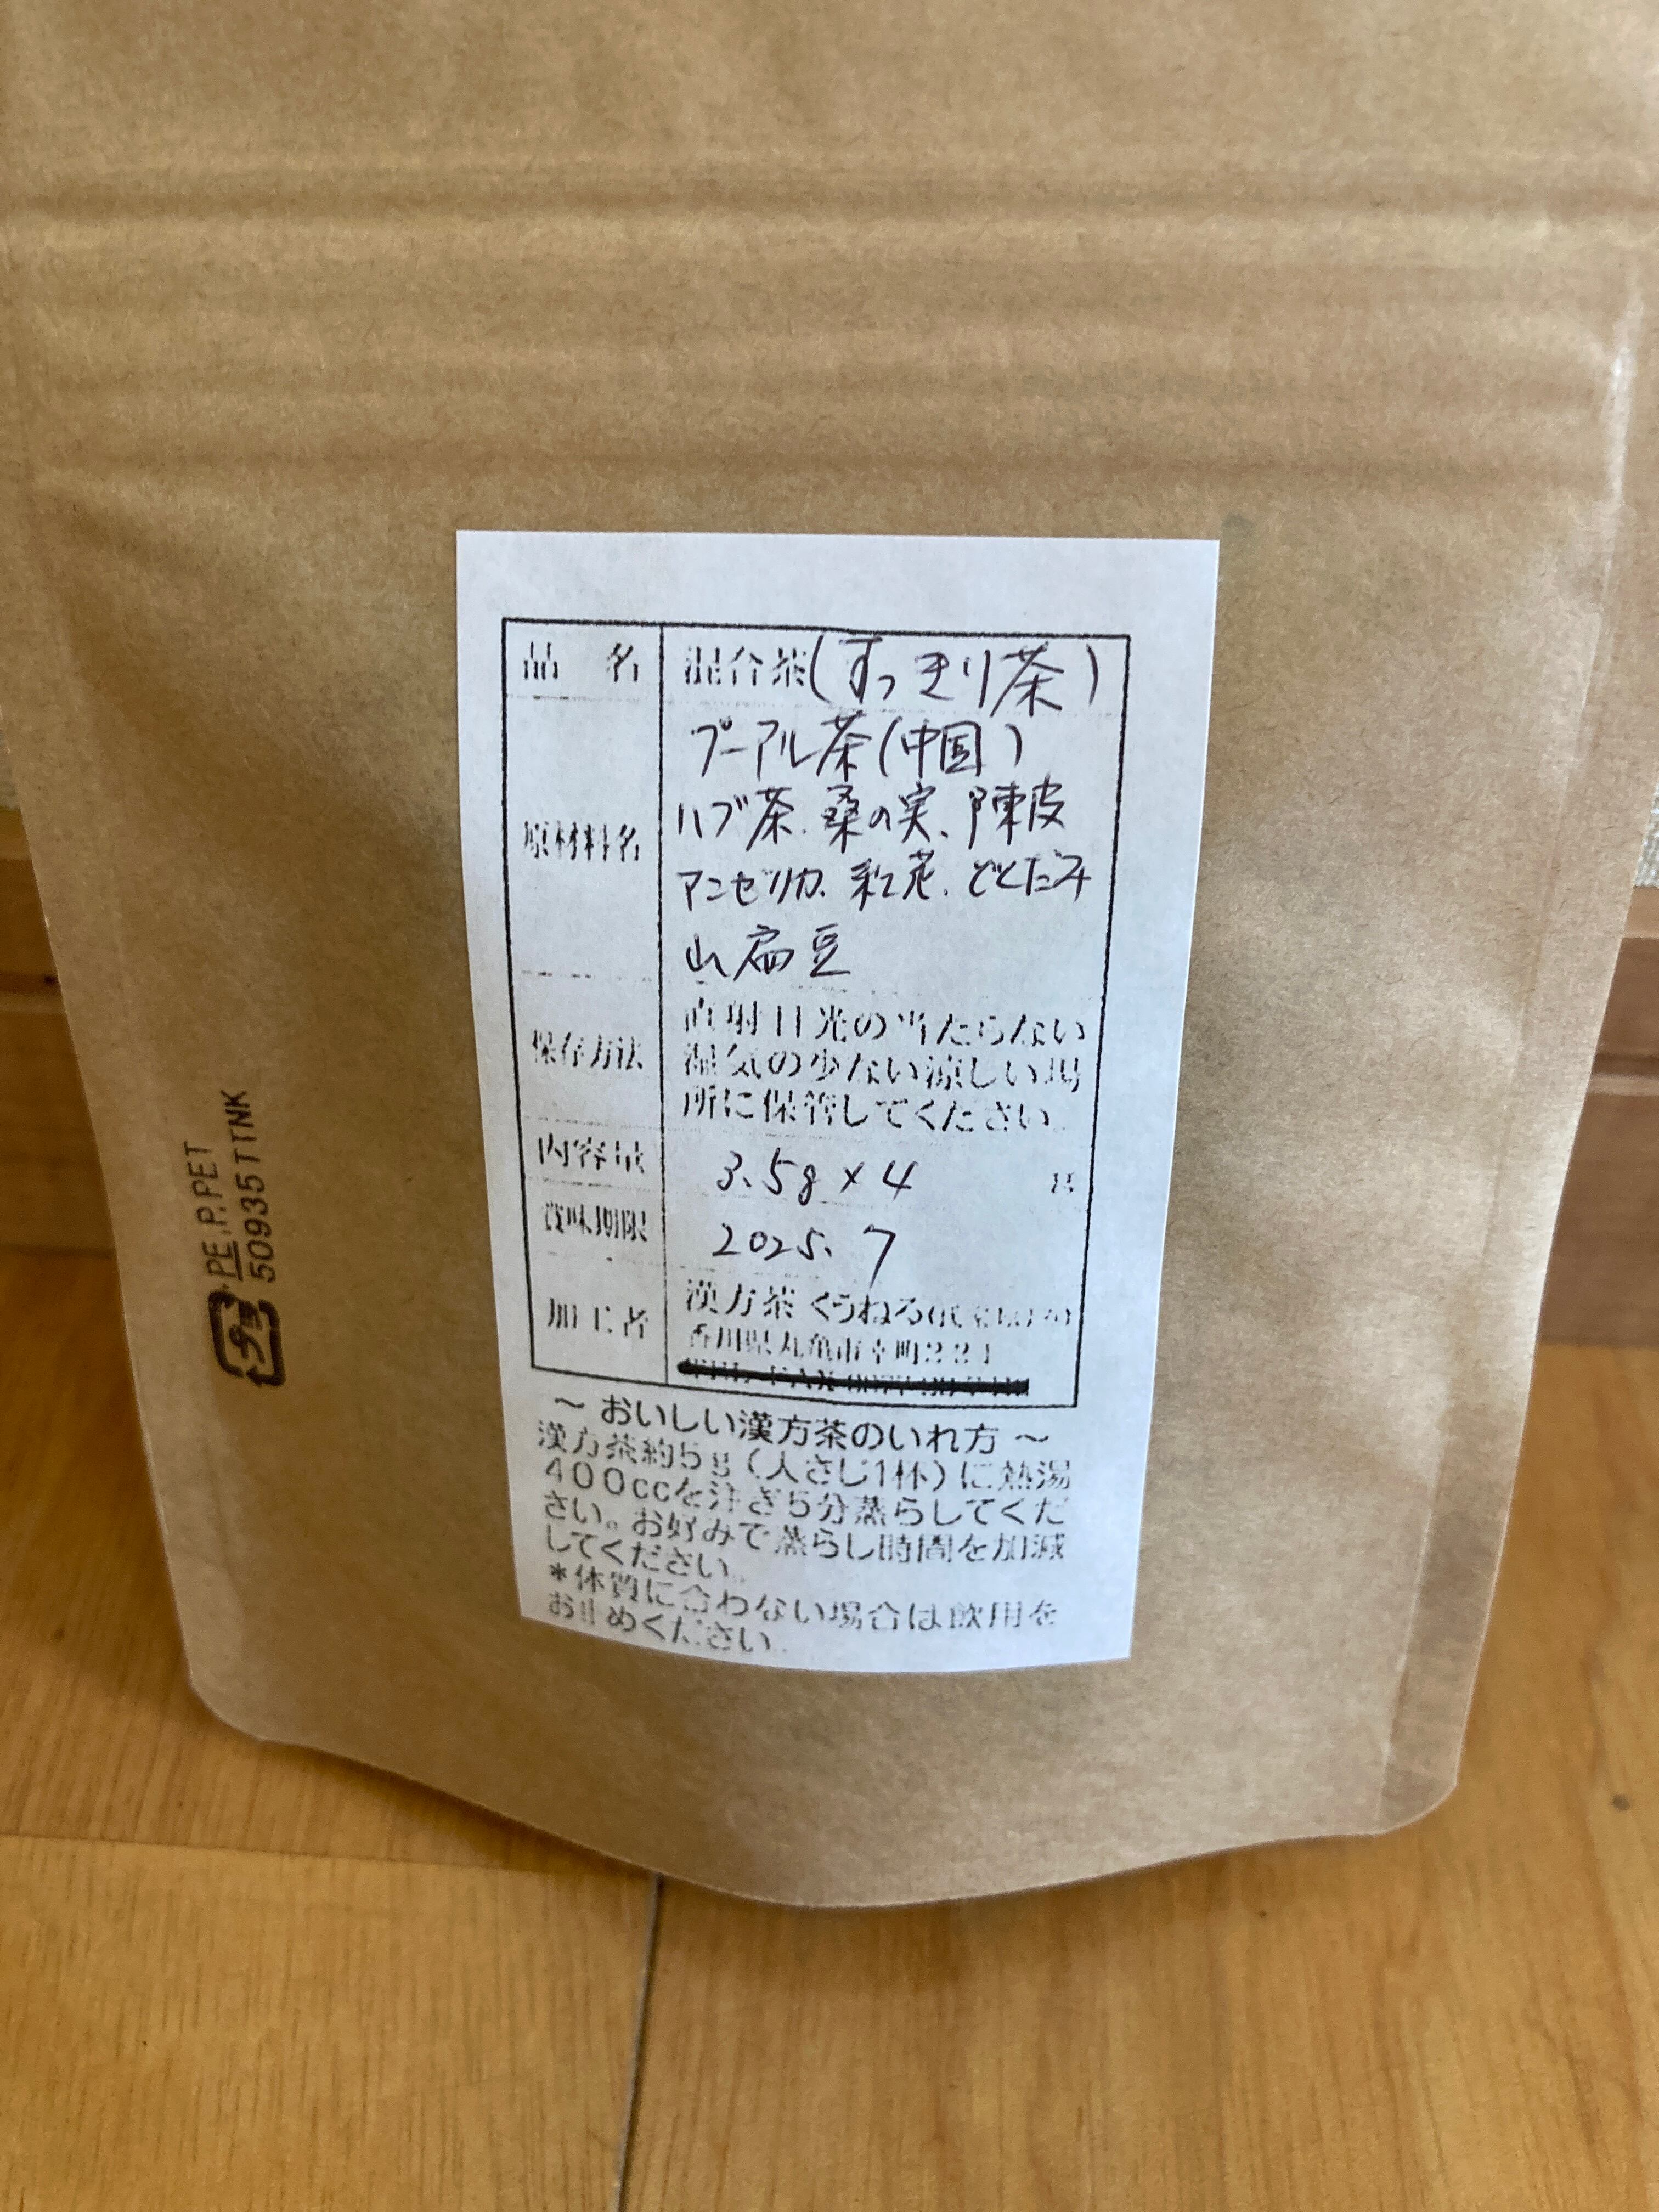 品 名 混合茶(すっきり茶)
原材料名 プーアル茶(中国)
ハブ茶、桑の実、陳皮
アンゼリカ、紅花、どくだみ
山扁豆
保存方法 直射日光の当たらない
湿気の少ない涼しい場
所に保管してください
内容量 3.5g×4 g
賞味期限 2025.7
加工者 漢方茶 くうねる
香川県丸亀市幸町221
～ おいしい漢方茶のいれ方 ～
漢方茶約5g（大さじ1杯）に熱湯
400ccを注ぎ5分蒸らしてくだ
さい。お好みで蒸らし時間を加減
してください。
*体質に合わない場合は飲用を
お止めください。
プラ PE,P,PET
50935TTNK